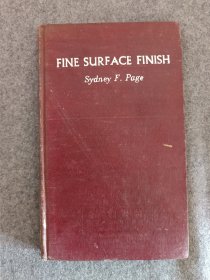 FINE SURFACE FINISH
Sydney F. Page